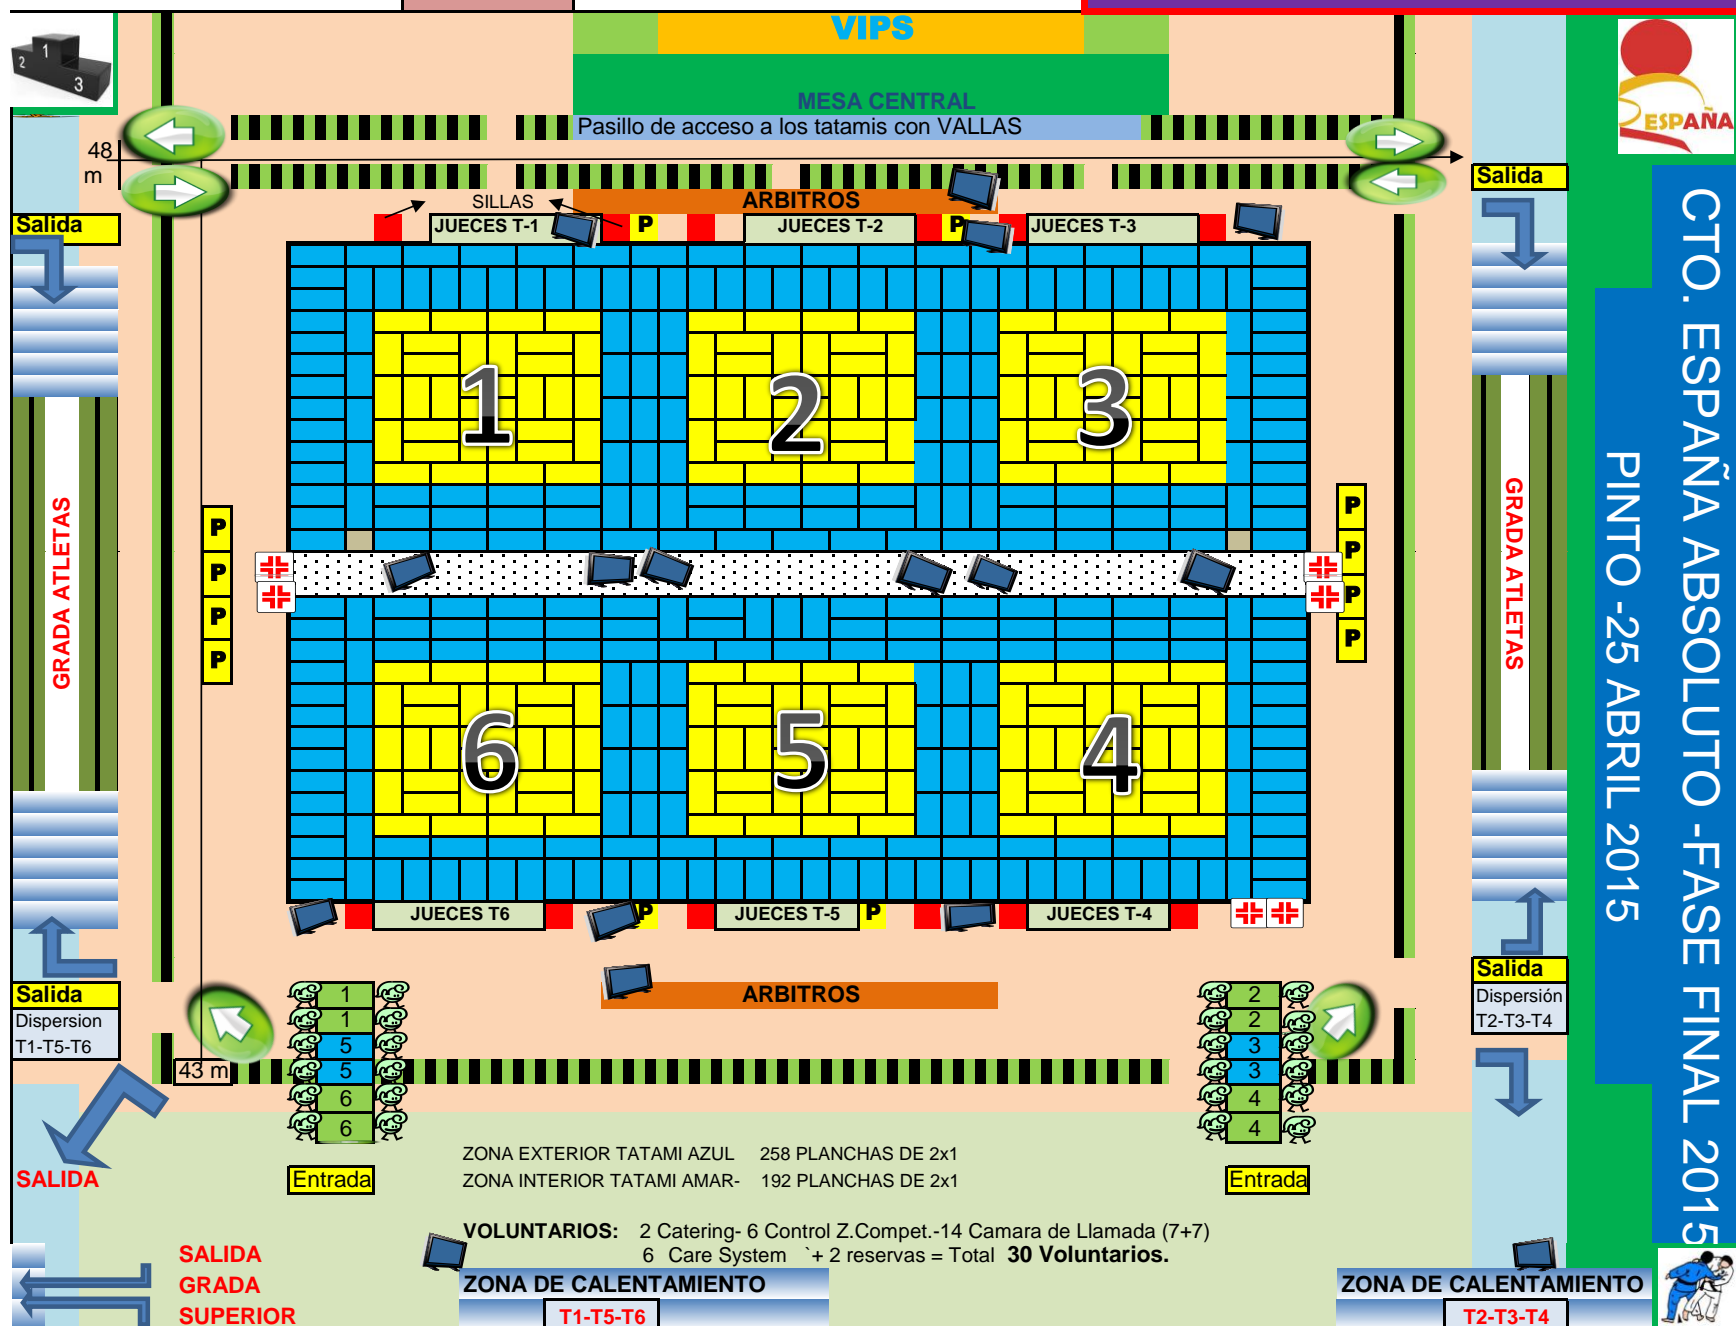 VIPS
MESA CENTRAL
Pasillo de acceso a los tatamis con VALLAS
1
2
3
ESPAÑA
48
m
Salida
Salida
SILLAS
ARBITROS
JUECES T-1
P
JUECES T-2
P
JUECES T-3
1
2
3
GRADA ATLETAS
P
P
P
P
P
P
P
P
GRADA ATLETAS
6
5
4
JUECES T6
P
JUECES T-5
P
JUECES T-4
ARBITROS
Salida
Dispersion
T1-T5-T6
Salida
Dispersión
T2-T3-T4
1
1
5
5
6
6
2
2
3
3
4
4
43 m
SALIDA
Entrada
Entrada
ZONA EXTERIOR TATAMI AZUL 258 PLANCHAS DE 2x1
ZONA INTERIOR TATAMI AMAR- 192 PLANCHAS DE 2x1
VOLUNTARIOS: 2 Catering- 6 Control Z.Compet.-14 Camara de Llamada (7+7)
6 Care System `+ 2 reservas = Total 30 Voluntarios.
SALIDA
GRADA
SUPERIOR
ZONA DE CALENTAMIENTO
T1-T5-T6
ZONA DE CALENTAMIENTO
T2-T3-T4
CTO. ESPAÑA ABSOLUTO -FASE FINAL 2015
PINTO -25 ABRIL 2015